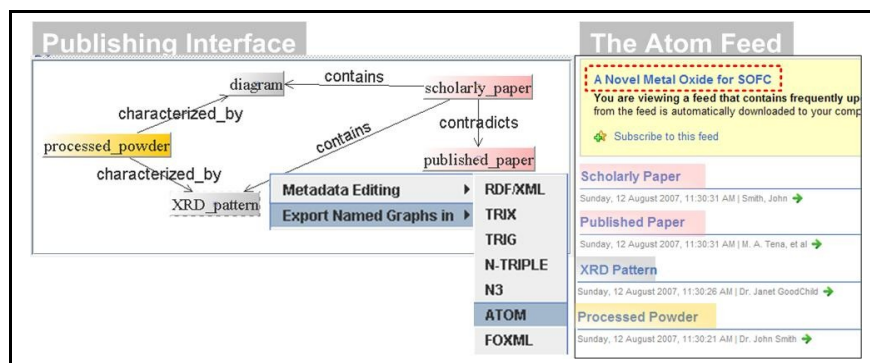 Publishing Interface
diagram
contains
scholarly_paper
characterized_by
contains
contradicts
processed_powder
published_paper
characterized_by
XRD_pattern
Metadata Editing
Export Named Graphs in
RDF/XML
TRIX
TRIG
N-TRIPLE
N3
ATOM
FOXML
The Atom Feed
A Novel Metal Oxide for SOFC
You are viewing a feed that contains frequently up
from the feed is automatically downloaded to your comp
Subscribe to this feed
Scholarly Paper
Sunday, 12 August 2007, 11:30:31 AM | Smith, John
Published Paper
Sunday, 12 August 2007, 11:30:31 AM | M. A. Tena, et al
XRD Pattern
Sunday, 12 August 2007, 11:30:26 AM | Dr. Janet GoodChild
Processed Powder
Sunday, 12 August 2007, 11:30:21 AM | Dr. John Smith